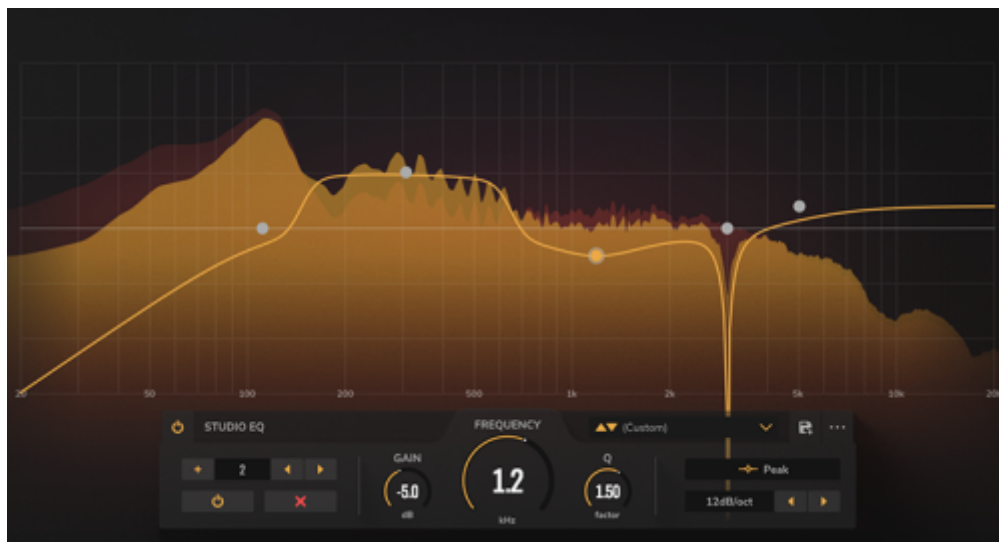 20 50 100 200 500 1k 2k 5k 10k 20
STUDIO EQ
FREQUENCY
(Custom)
+ 2
GAIN
-5.0
dB
1.2
kHz
Q
1.50
factor
Peak
12dB/oct